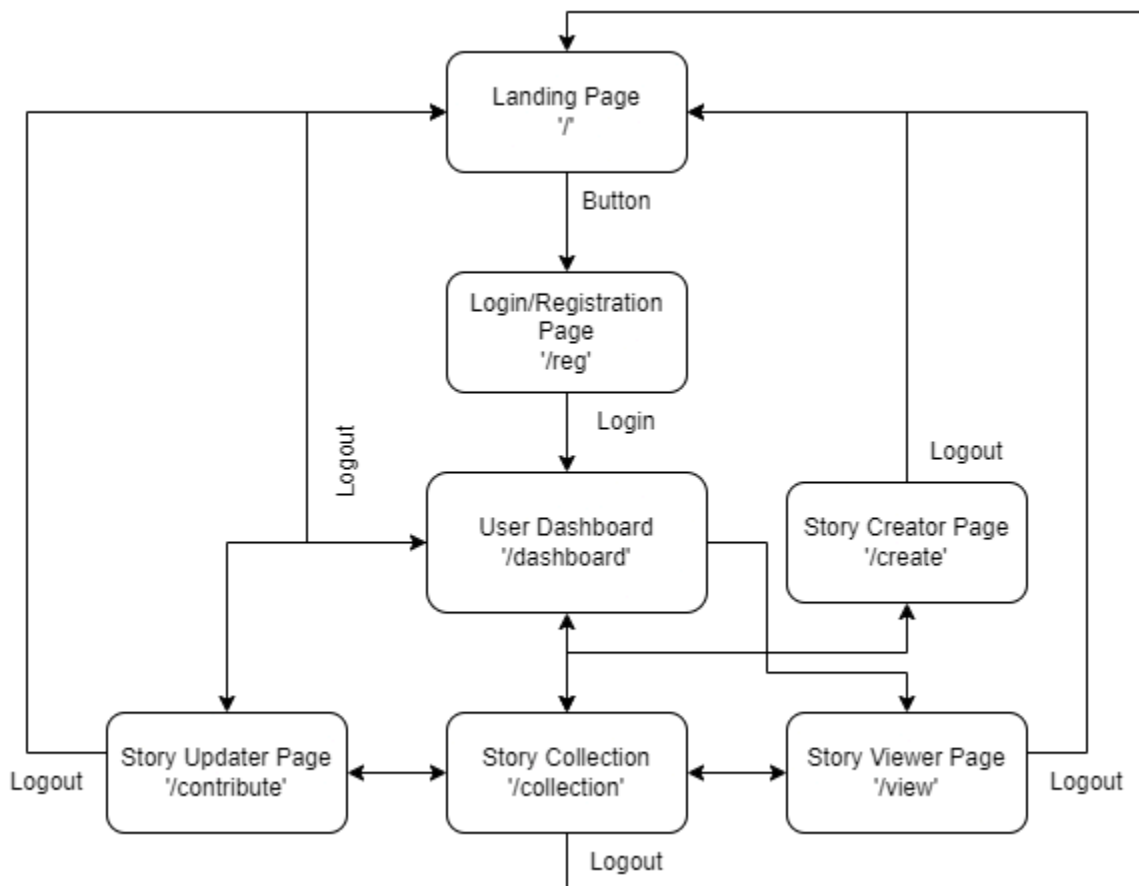 Landing Page
'/'
Button
Login/Registration
Page
'/reg'
Login
Logout
Logout
User Dashboard
'/dashboard'
Story Creator Page
'/create'
Story Updater Page
'/contribute'
Story Collection
'/collection'
Story Viewer Page
'/view'
Logout
Logout
Logout